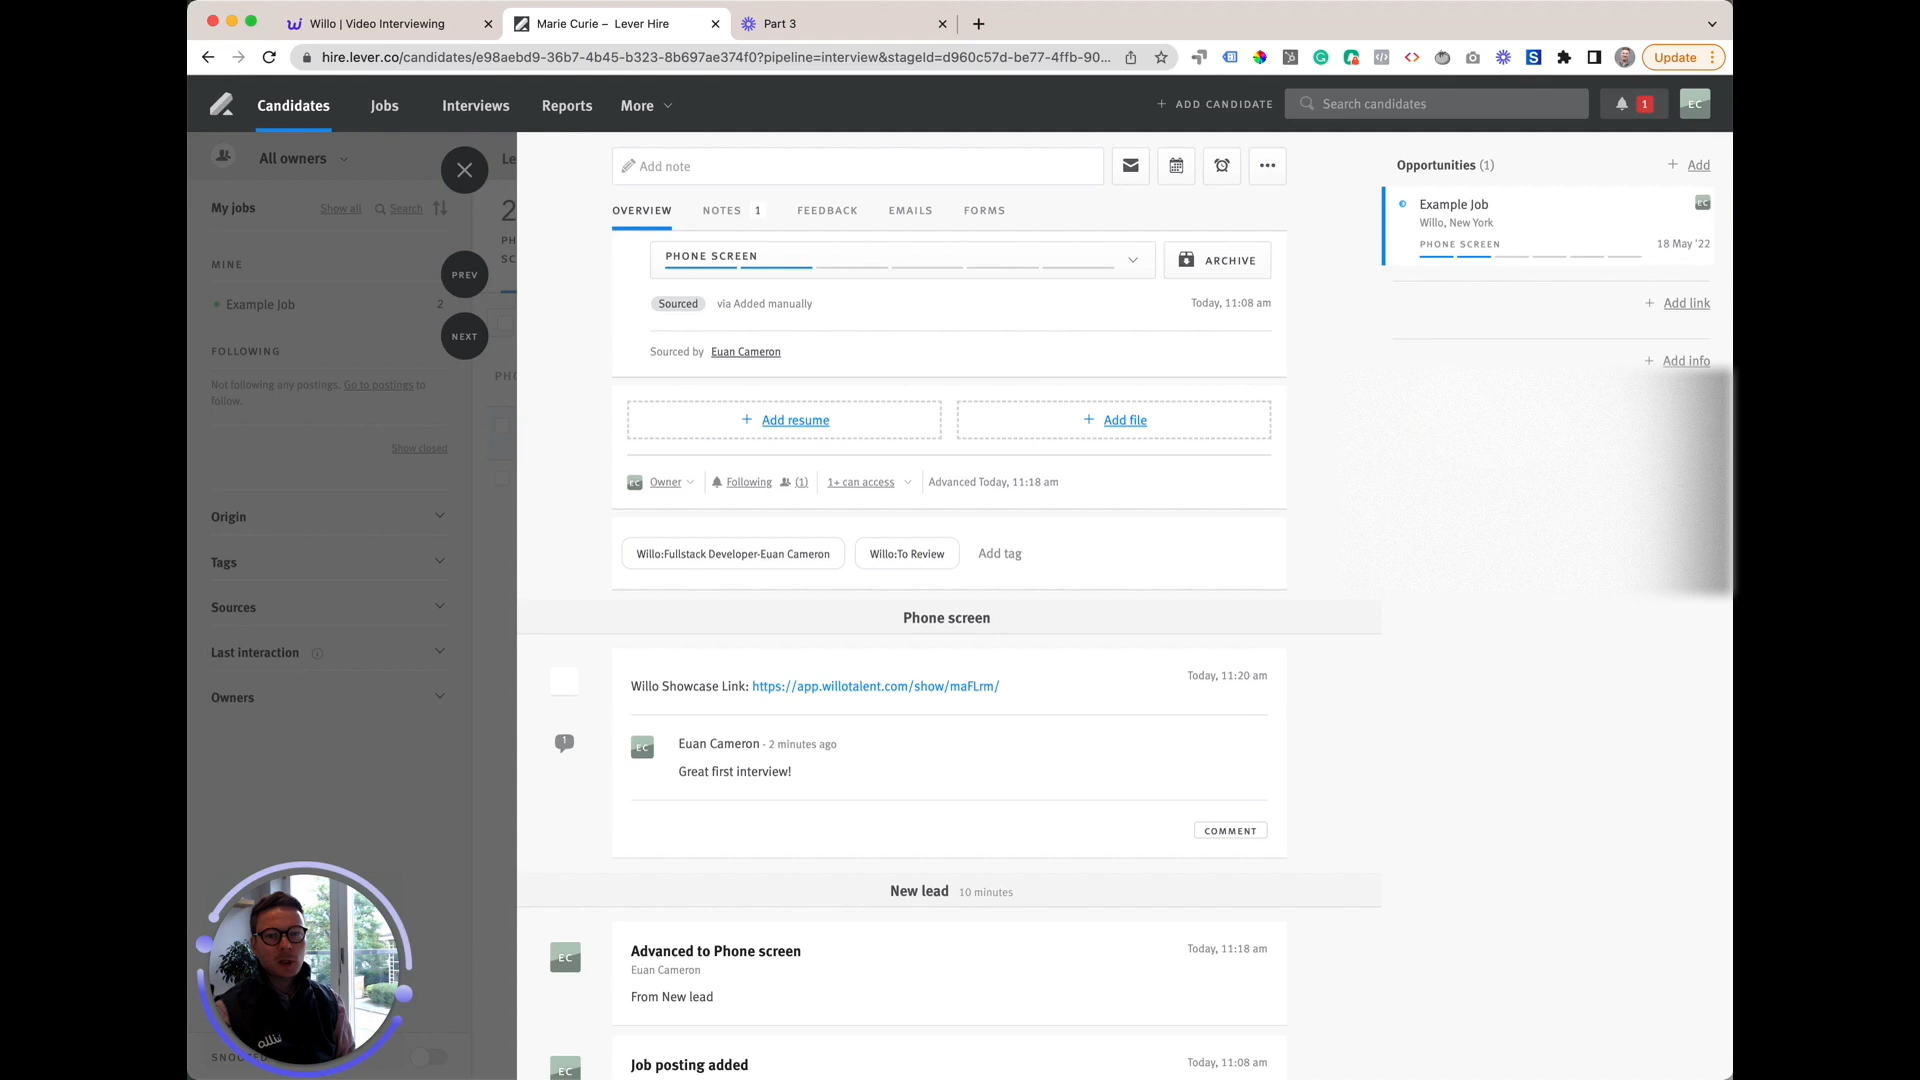 Willo | Video Interviewing
Marie Curie – Lever Hire
Part 3
hire.lever.co/candidates/e98aebd9-36b7-4b45-b323-8b697ae374f0?pipeline=interview&stageId=d960c57d-be77-4ffb-90...
Update
Candidates
Jobs
Interviews
Reports
More
+ ADD CANDIDATE
Search candidates
1
EC
All owners
Le
My jobs
Show all
Search
2
MINE
PREV
Example Job 2
NEXT
FOLLOWING
Not following any postings. Go to postings to
follow.
Show closed
Origin
Tags
Sources
Last interaction
Owners
Add note
OVERVIEW
NOTES 1
FEEDBACK
EMAILS
FORMS
PHONE SCREEN
ARCHIVE
Sourced via Added manually
Today, 11:08 am
Sourced by Euan Cameron
+ Add resume
+ Add file
EC Owner
Following (1)
1+ can access
Advanced Today, 11:18 am
Willo:Fullstack Developer-Euan Cameron
Willo:To Review
Add tag
Phone screen
Willo Showcase Link: https://app.willotalent.com/show/maFLrm/
Today, 11:20 am
1
EC
Euan Cameron - 2 minutes ago
Great first interview!
COMMENT
New lead 10 minutes
EC
Advanced to Phone screen
Today, 11:18 am
Euan Cameron
From New lead
EC
Job posting added
Today, 11:08 am
Opportunities (1)
+ Add
Example Job
EC
Willo, New York
PHONE SCREEN
18 May '22
+ Add link
+ Add info